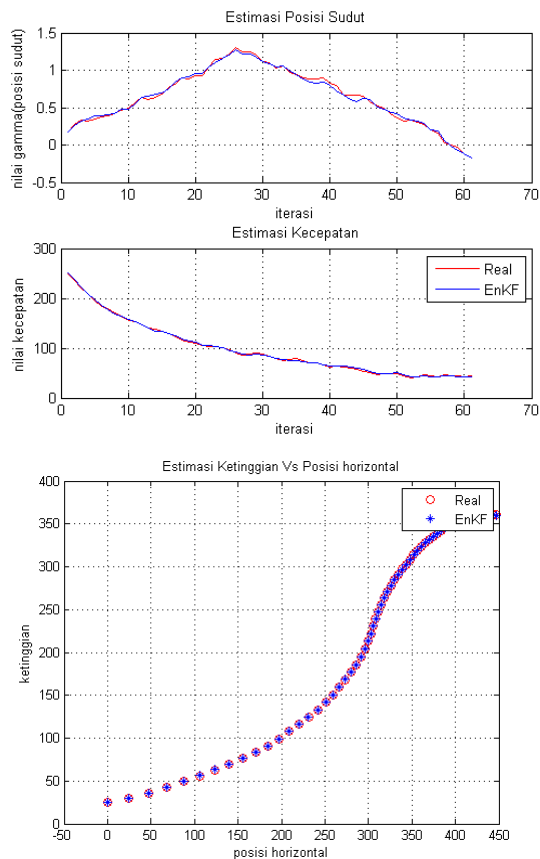 Estimasi Posisi Sudut
nilai gamma(posisi sudut)
1.5
1
0.5
0
-0.5
0 10 20 30 40 50 60 70
iterasi
Estimasi Kecepatan
nilai kecepatan
300
200
100
0
Real
EnKF
0 10 20 30 40 50 60 70
iterasi
Estimasi Ketinggian Vs Posisi horizontal
ketinggian
400
350
300
250
200
150
100
50
0
Real
EnKF
-50 0 50 100 150 200 250 300 350 400 450
posisi horizontal